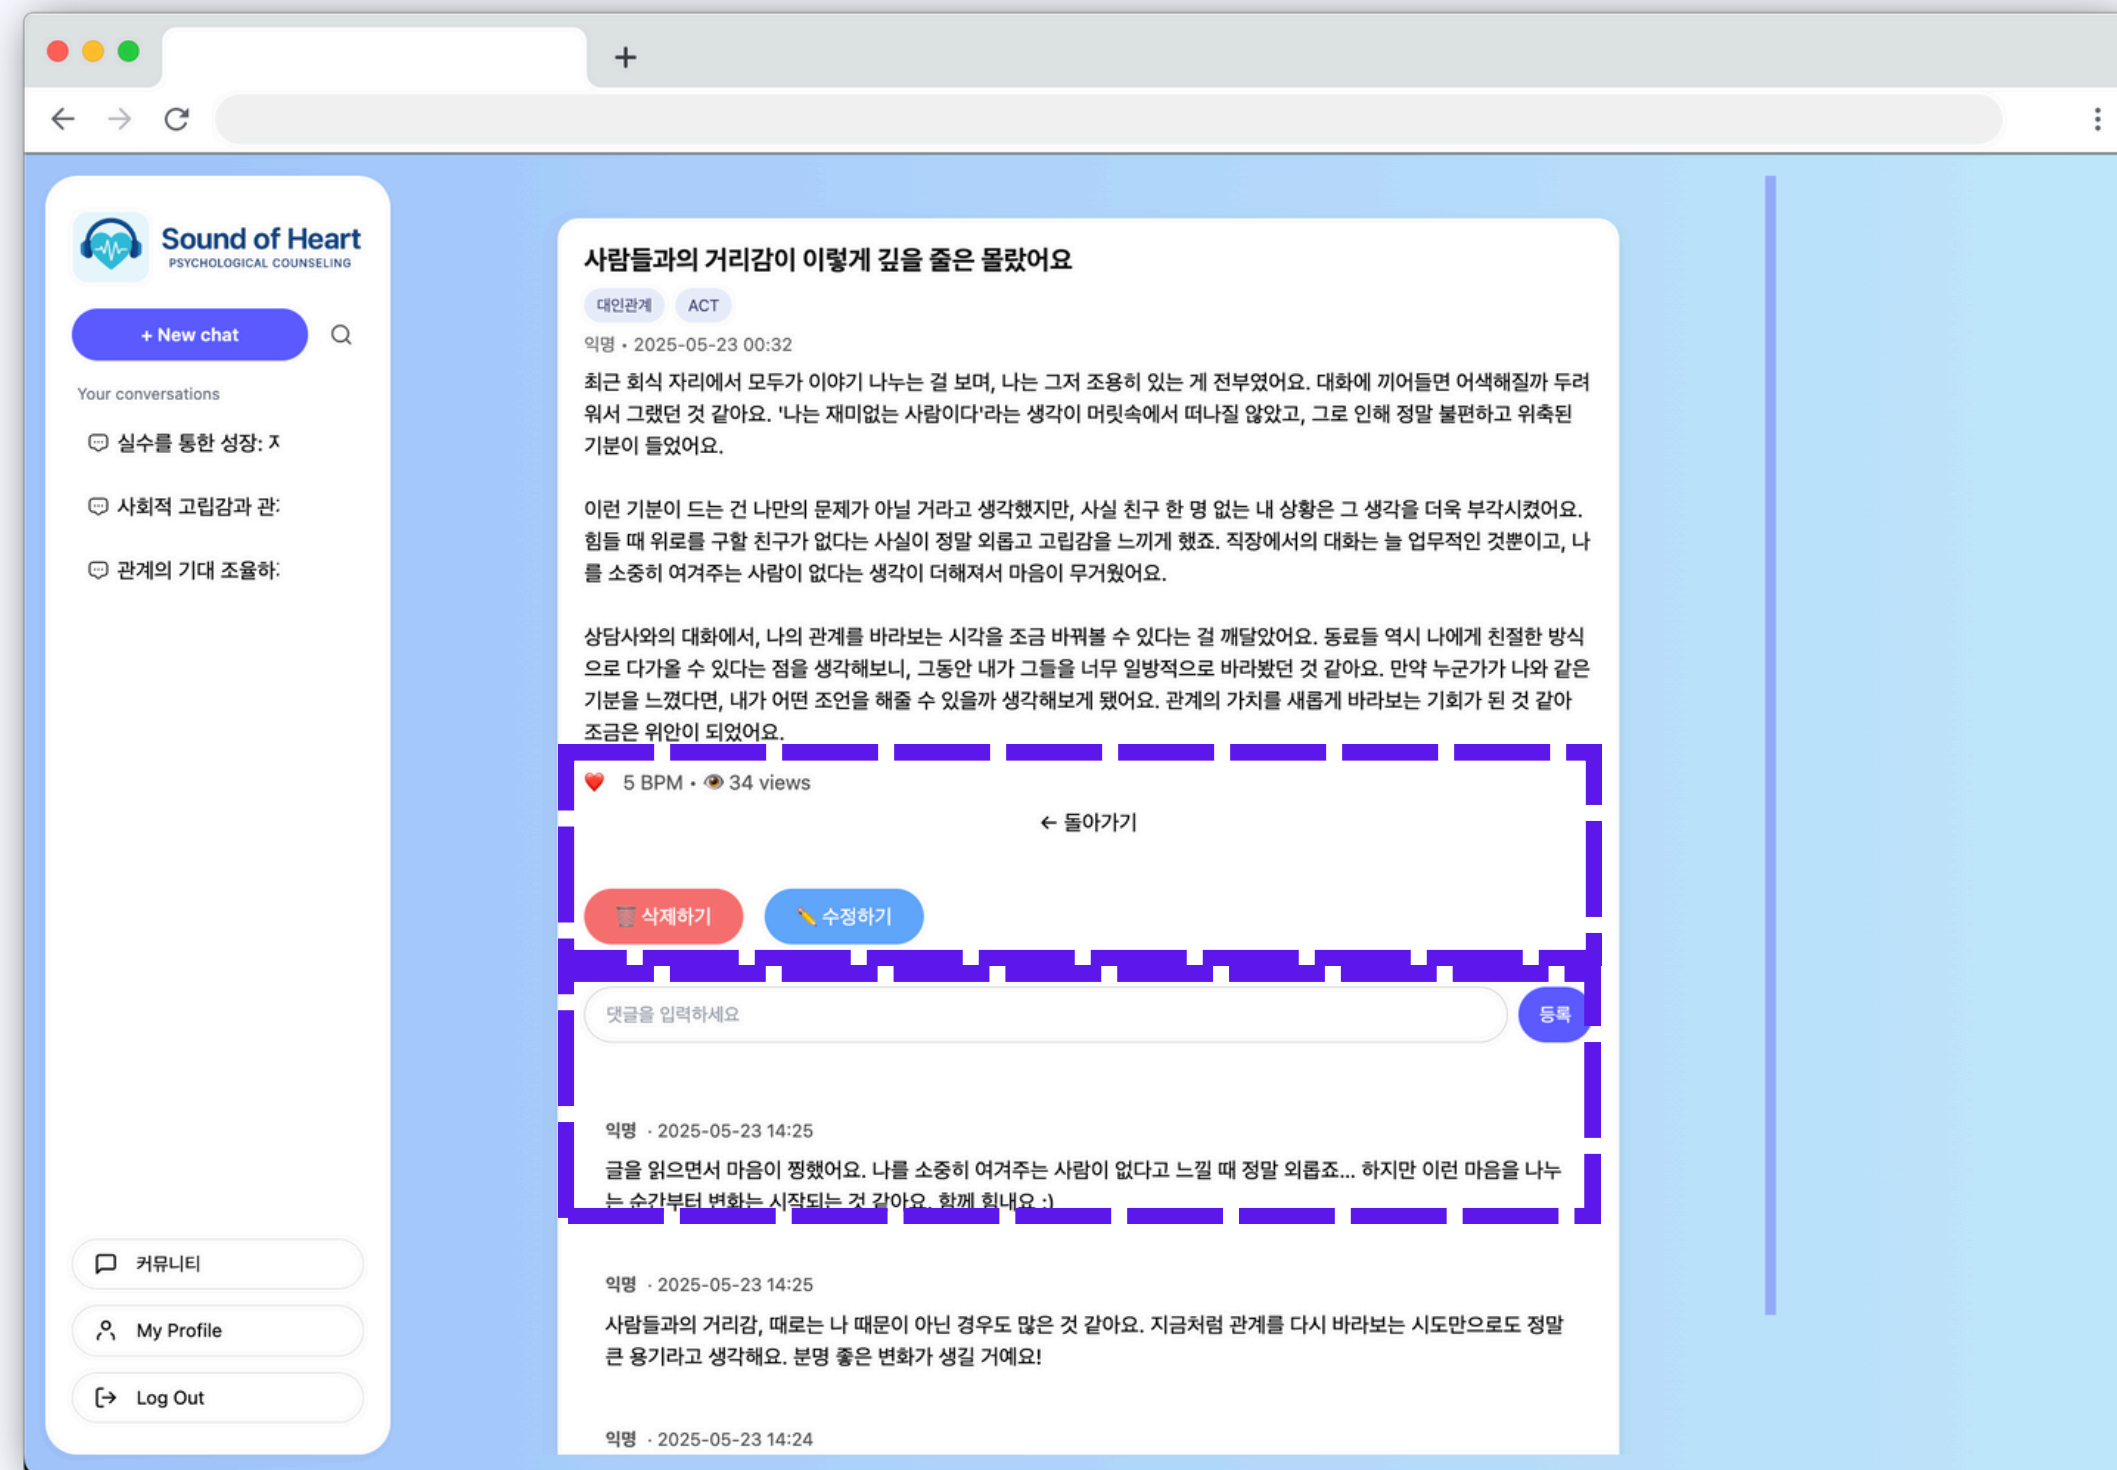 Sound of Heart
PSYCHOLOGICAL COUNSELING
+ New chat
Your conversations
실수를 통한 성장:
사회적 고립감과
관계의 기대
커뮤니티
My Profile
Log Out
사람들과의 거리감이 이렇게 깊을 줄은 몰랐어요
대인관계 ACT
익명 • 2025-05-23 00:32
최근 회식 자리에서 모두가 이야기 나누는 걸 보며, 나는 그저 조용히 있는 게 전부였어요. 대화에 끼어들면 어색해질까 두려
워서 그랬던 것 같아요. '나는 재미없는 사람이다'라는 생각이 머릿속에서 떠나질 않았고, 그로 인해 정말 불편하고 위축된
기분이 들었어요.
이런 기분이 드는 건 나만의 문제가 아닐 거라고 생각했지만, 사실 친구 한 명 없는 내 상황은 그 생각을 더욱 부각시켰어요.
힘들 때 위로를 구할 친구가 없다는 사실이 정말 외롭고 고립감을 느끼게 했죠. 직장에서의 대화는 늘 업무적인 것뿐이고, 나
를 소중히 여겨주는 사람이 없다는 생각이 더해져서 마음이 무거웠어요.
상담사와의 대화에서, 나의 관계를 바라보는 시각을 조금 바꿔볼 수 있다는 걸 깨달았어요. 동료들 역시 나에게 친절한 방식
으로 다가올 수 있다는 점을 생각해보니, 그동안 내가 그들을 너무 일방적으로 바라봤던 것 같아요. 만약 누군가가 나와 같은
기분을 느꼈다면, 내가 어떤 조언을 해줄 수 있을까 생각해보게 됐어요. 관계의 가치를 새롭게 바라보는 기회가 된 것 같아
조금은 위안이 되었어요.
❤️ 5 BPM • 👁️ 34 views
← 돌아가기
🗑️ 삭제하기 ✏️ 수정하기
댓글을 입력하세요 등록
익명 · 2025-05-23 14:25
글을 읽으면서 마음이 찡했어요. 나를 소중히 여겨주는 사람이 없다고 느낄 때 정말 외롭죠... 하지만 이런 마음을 나누
는 순간부터 변화는 시작되는 것 같아요. 함께 힘내요 :)
익명 · 2025-05-23 14:25
사람들과의 거리감, 때로는 나 때문이 아닌 경우도 많은 것 같아요. 지금처럼 관계를 다시 바라보는 시도만으로도 정말
큰 용기라고 생각해요. 분명 좋은 변화가 생길 거예요!
익명 · 2025-05-23 14:24